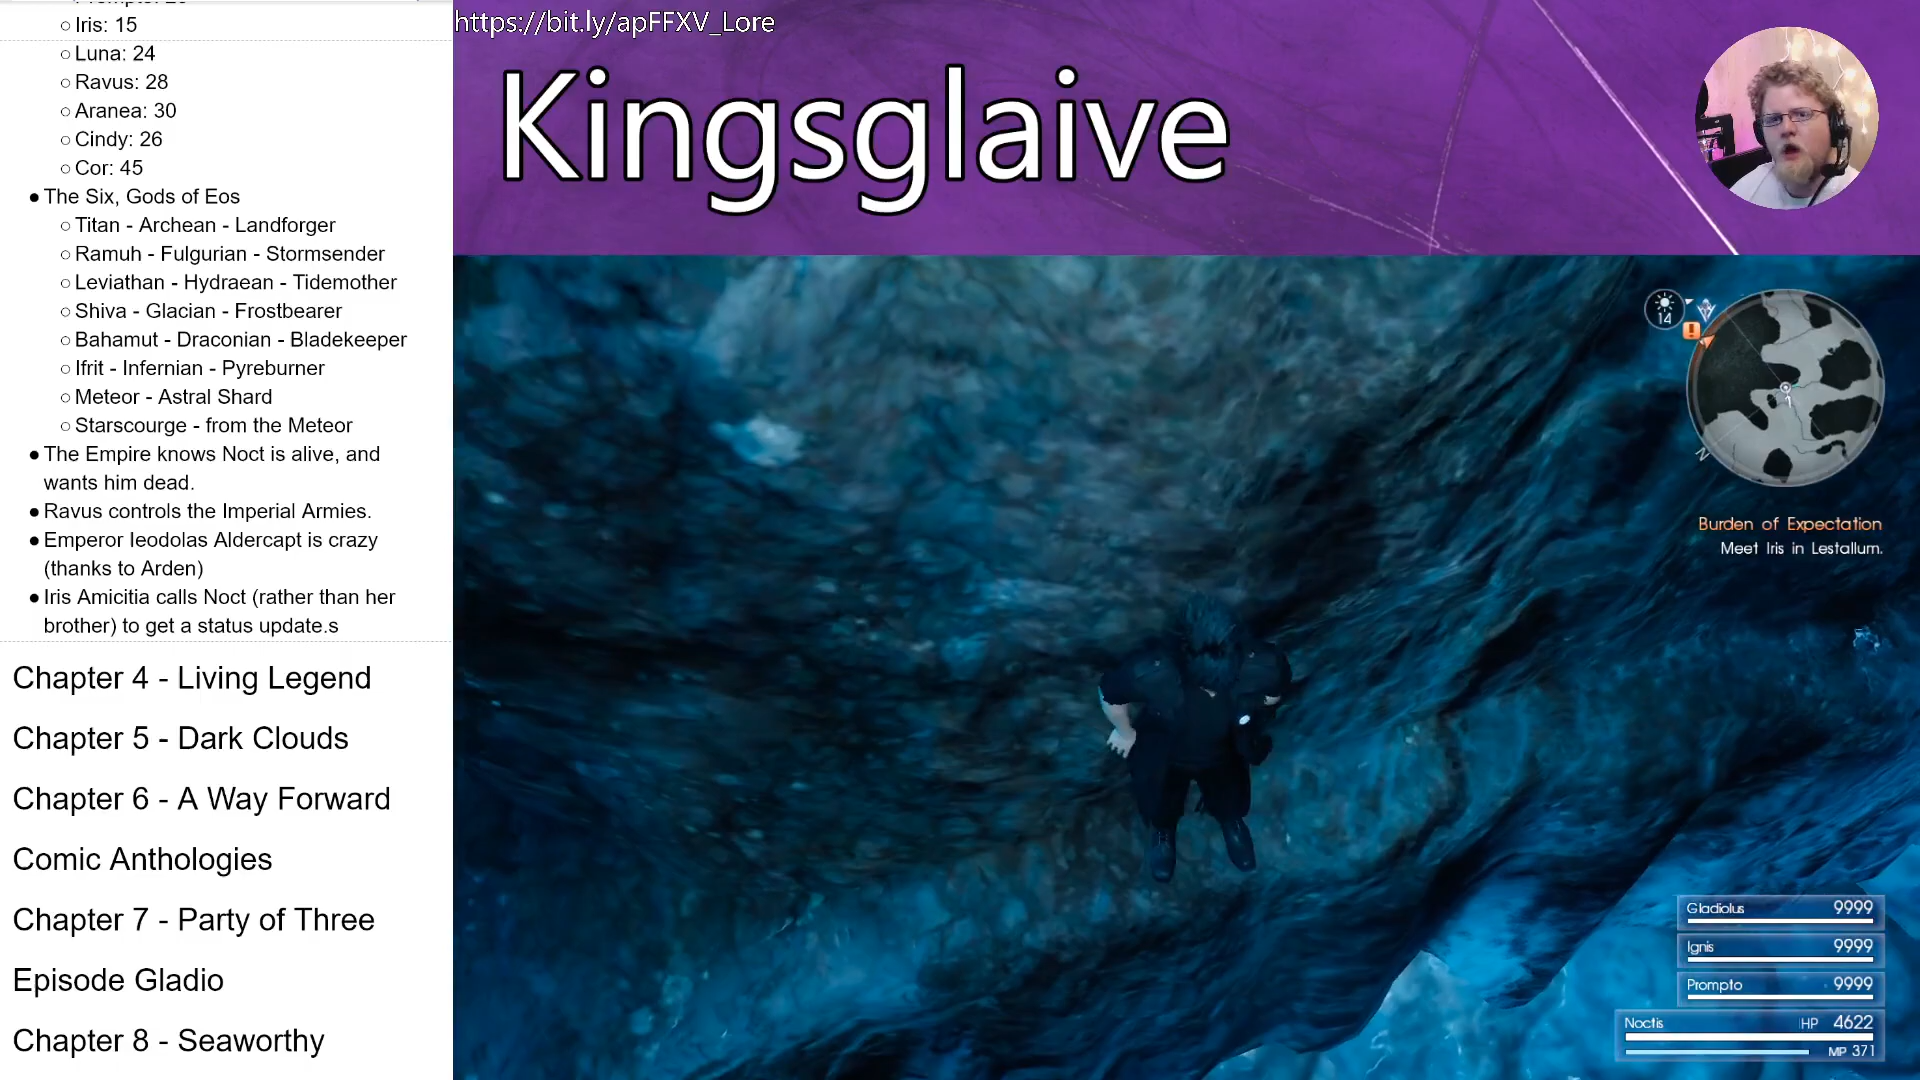 ○ Iris: 15
○ Luna: 24
○ Ravus: 28
○ Aranea: 30
○ Cindy: 26
○ Cor: 45
● The Six, Gods of Eos
○ Titan - Archean - Landforger
○ Ramuh - Fulgurian - Stormsender
○ Leviathan - Hydraean - Tidemother
○ Shiva - Glacian - Frostbearer
○ Bahamut - Draconian - Bladekeeper
○ Ifrit - Infernian - Pyreburner
○ Meteor - Astral Shard
○ Starscourge - from the Meteor
● The Empire knows Noct is alive, and
wants him dead.
● Ravus controls the Imperial Armies.
● Emperor Ieodolas Aldercapt is crazy
(thanks to Arden)
● Iris Amicitia calls Noct (rather than her
brother) to get a status update.s
Chapter 4 - Living Legend
Chapter 5 - Dark Clouds
Chapter 6 - A Way Forward
Comic Anthologies
Chapter 7 - Party of Three
Episode Gladio
Chapter 8 - Seaworthy
https://bit.ly/apFFXV_Lore
Kingsglaive
14
!
N
Burden of Expectation
Meet Iris in Lestallum.
Gladiolus 9999
Ignis 9999
Prompto 9999
Noctis HP 4622
MP 371